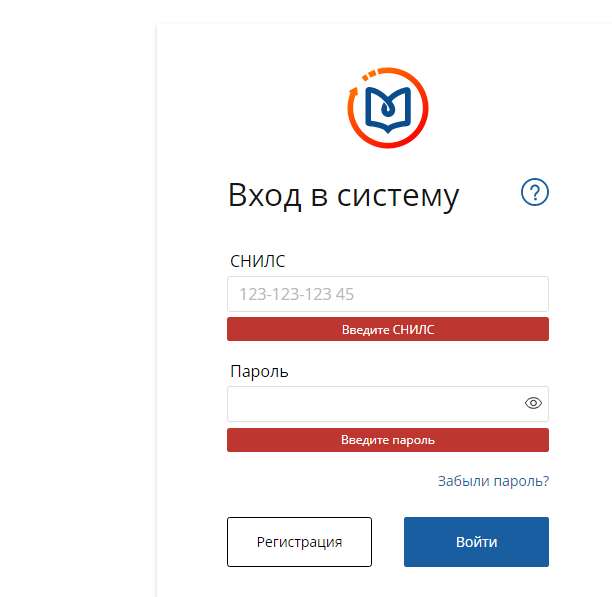 Вход в систему
?
СНИЛС
123-123-123 45
Введите СНИЛС
Пароль
Введите пароль
Забыли пароль?
Регистрация
Войти